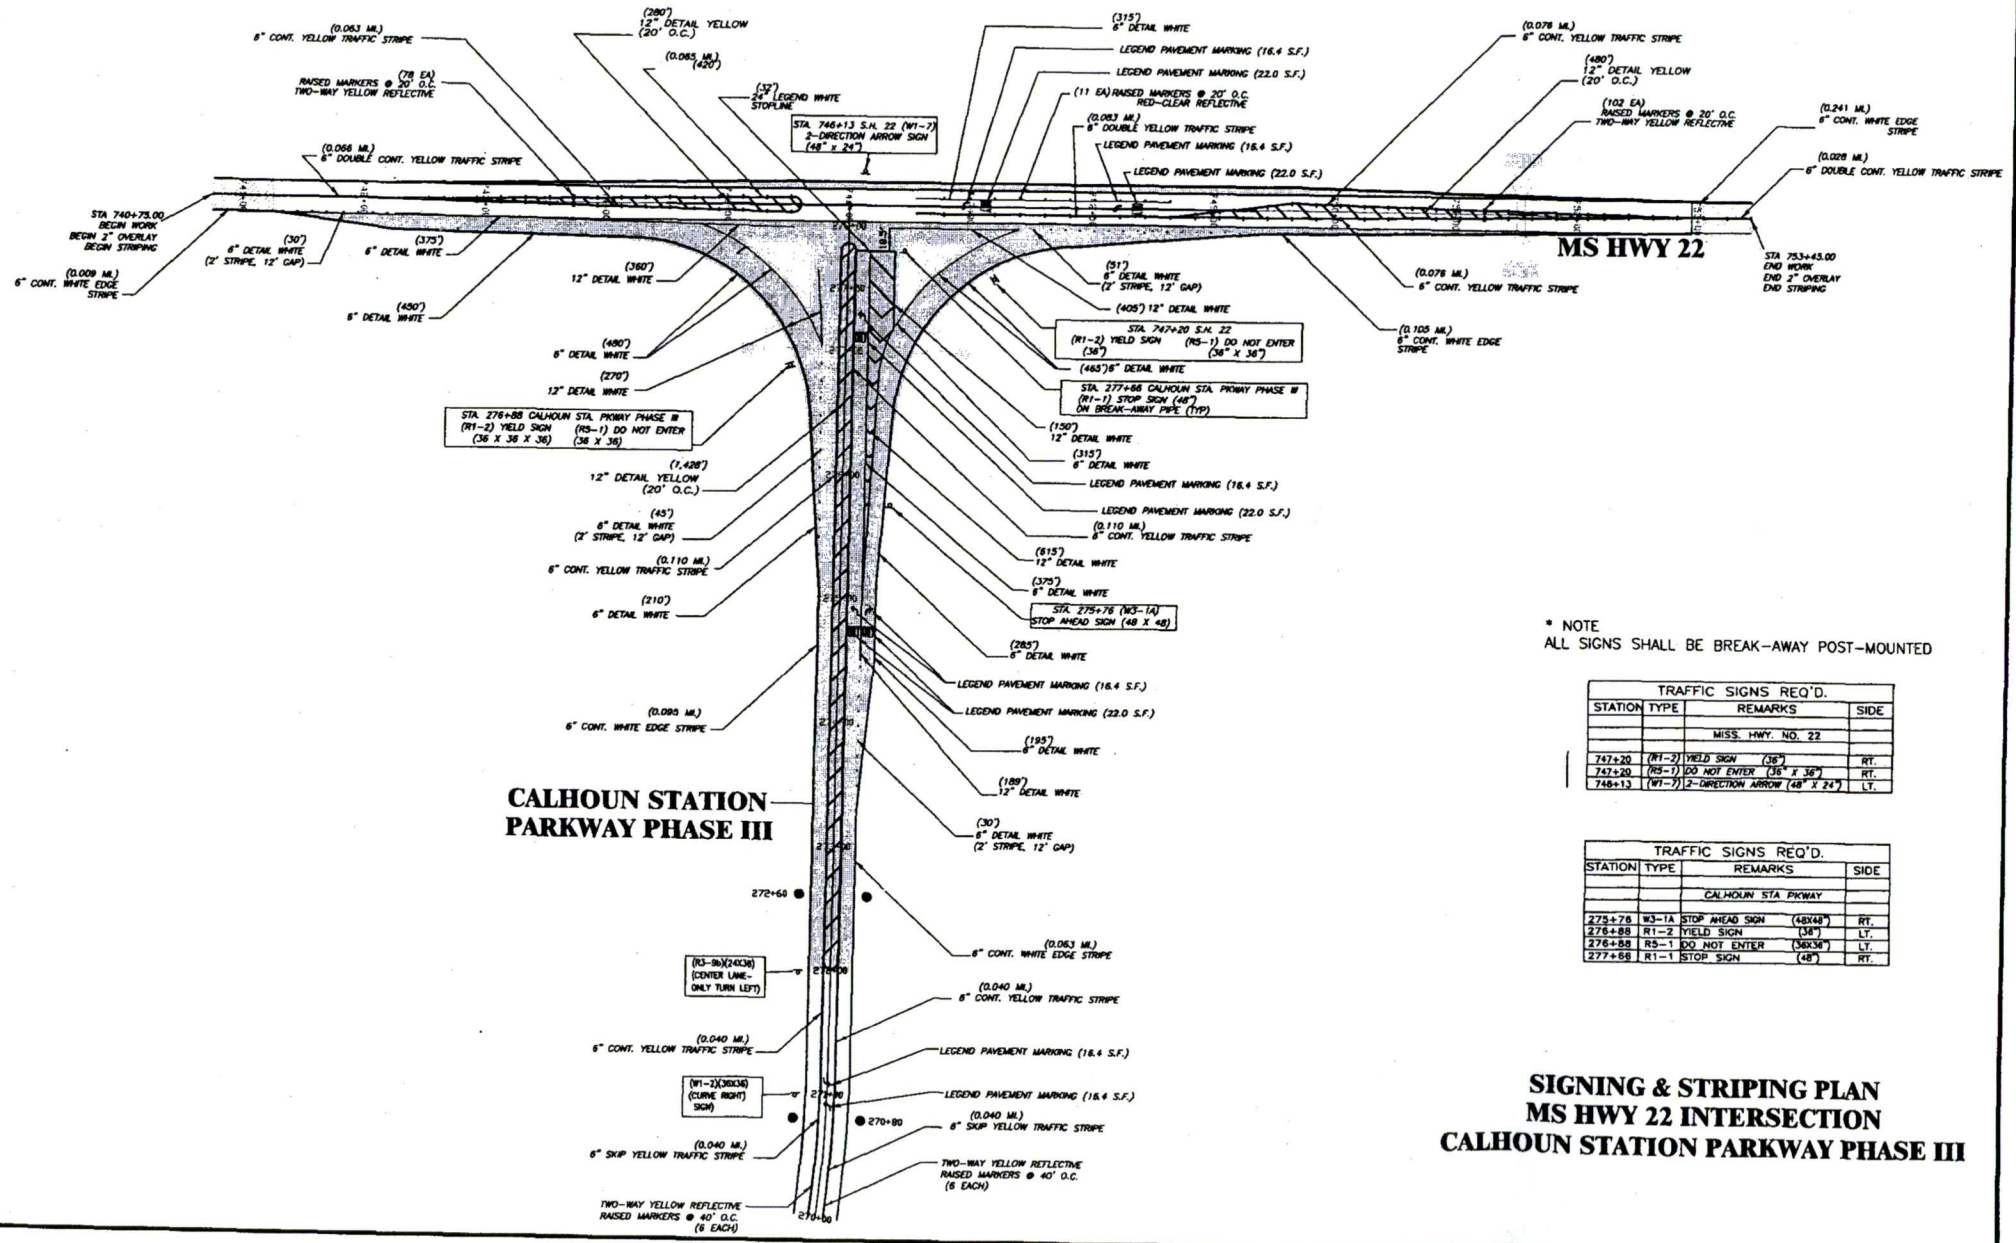 (0.063 MI.)
6" CONT. YELLOW TRAFFIC STRIPE
(78 EA)
RAISED MARKERS @ 20' O.C.
TWO-WAY YELLOW REFLECTIVE
(0.066 MI.)
6" DOUBLE CONT. YELLOW TRAFFIC STRIPE
STA 740+75.00
BEGIN WORK
BEGIN 2" OVERLAY
BEGIN STRIPING
(0.009 MI.)
6" CONT. WHITE EDGE
STRIPE
(30')
6" DETAIL WHITE
(2' STRIPE, 12' GAP)
(375')
6" DETAIL WHITE
(450')
6" DETAIL WHITE
(280')
12" DETAIL YELLOW
(20' O.C.)
(0.065 MI.)
(420')
(32')
24" LEGEND WHITE
STOPLINE
STA. 746+13 S.H. 22 (W1-7)
2-DIRECTION ARROW SIGN
(48" x 24")
(315')
6" DETAIL WHITE
LEGEND PAVEMENT MARKING (16.4 S.F.)
LEGEND PAVEMENT MARKING (22.0 S.F.)
(11 EA) RAISED MARKERS @ 20' O.C.
RED-CLEAR REFLECTIVE
(0.083 MI.)
6" DOUBLE YELLOW TRAFFIC STRIPE
LEGEND PAVEMENT MARKING (16.4 S.F.)
LEGEND PAVEMENT MARKING (22.0 S.F.)
(0.076 MI.)
6" CONT. YELLOW TRAFFIC STRIPE
(480')
12" DETAIL YELLOW
(20' O.C.)
(102 EA)
RAISED MARKERS @ 20' O.C.
TWO-WAY YELLOW REFLECTIVE
(0.241 MI.)
6" CONT. WHITE EDGE
STRIPE
(0.028 MI.)
6" DOUBLE CONT. YELLOW TRAFFIC STRIPE
MS HWY 22
STA 753+45.00
END WORK
END 2" OVERLAY
END STRIPING
(0.076 MI.)
6" CONT. YELLOW TRAFFIC STRIPE
(0.105 MI.)
6" CONT. WHITE EDGE
STRIPE
(360')
12" DETAIL WHITE
(480')
6" DETAIL WHITE
(270')
12" DETAIL WHITE
STA. 276+88 CALHOUN STA. PKWAY PHASE III
(R1-2) YIELD SIGN (R5-1) DO NOT ENTER
(36 X 36 X 36) (36 X 36)
(1,428')
12" DETAIL YELLOW
(20' O.C.)
(45')
6" DETAIL WHITE
(2' STRIPE, 12' GAP)
(0.110 MI.)
6" CONT. YELLOW TRAFFIC STRIPE
(210')
6" DETAIL WHITE
(0.095 MI.)
6" CONT. WHITE EDGE STRIPE
CALHOUN STATION
PARKWAY PHASE III
272+60
(R3-9b)(24X36)
(CENTER LANE-
ONLY TURN LEFT)
(0.040 MI.)
6" CONT. YELLOW TRAFFIC STRIPE
(W1-2)(36X36)
(CURVE RIGHT)
SIGN)
(0.040 MI.)
6" SKIP YELLOW TRAFFIC STRIPE
TWO-WAY YELLOW REFLECTIVE
RAISED MARKERS @ 40' O.C.
(6 EACH)
(51')
6" DETAIL WHITE
(2' STRIPE, 12' GAP)
(405') 12" DETAIL WHITE
STA. 747+20 S.H. 22
(R1-2) YIELD SIGN (R5-1) DO NOT ENTER
(36") (36" X 36")
(465') 6" DETAIL WHITE
STA. 277+66 CALHOUN STA. PKWAY PHASE III
(R1-1) STOP SIGN (48")
ON BREAK-AWAY PIPE (TYP)
(150')
12" DETAIL WHITE
(315')
6" DETAIL WHITE
LEGEND PAVEMENT MARKING (16.4 S.F.)
LEGEND PAVEMENT MARKING (22.0 S.F.)
(0.110 MI.)
6" CONT. YELLOW TRAFFIC STRIPE
(615')
12" DETAIL WHITE
(375')
6" DETAIL WHITE
STA. 275+76 (W3-1A)
STOP AHEAD SIGN (48 X 48)
(285')
6" DETAIL WHITE
LEGEND PAVEMENT MARKING (16.4 S.F.)
LEGEND PAVEMENT MARKING (22.0 S.F.)
(195')
6" DETAIL WHITE
(189')
12" DETAIL WHITE
(30')
6" DETAIL WHITE
(2' STRIPE, 12' GAP)
(0.063 MI.)
6" CONT. WHITE EDGE STRIPE
(0.040 MI.)
6" CONT. YELLOW TRAFFIC STRIPE
LEGEND PAVEMENT MARKING (16.4 S.F.)
LEGEND PAVEMENT MARKING (16.4 S.F.)
270+80
(0.040 MI.)
6" SKIP YELLOW TRAFFIC STRIPE
TWO-WAY YELLOW REFLECTIVE
RAISED MARKERS @ 40' O.C.
(6 EACH)
270+00
* NOTE
ALL SIGNS SHALL BE BREAK-AWAY POST-MOUNTED
TRAFFIC SIGNS REQ'D.
STATION TYPE REMARKS SIDE
MISS. HWY. NO. 22
747+20 (R1-2) YIELD SIGN (36") RT.
747+20 (R5-1) DO NOT ENTER (36" X 36") RT.
746+13 (W1-7) 2-DIRECTION ARROW (48" X 24") LT.
TRAFFIC SIGNS REQ'D.
STATION TYPE REMARKS SIDE
CALHOUN STA PKWAY
275+76 W3-1A STOP AHEAD SIGN (48X48") RT.
276+88 R1-2 YIELD SIGN (36") LT.
276+88 R5-1 DO NOT ENTER (36X36") LT.
277+66 R1-1 STOP SIGN (48") RT.
SIGNING & STRIPING PLAN
MS HWY 22 INTERSECTION
CALHOUN STATION PARKWAY PHASE III